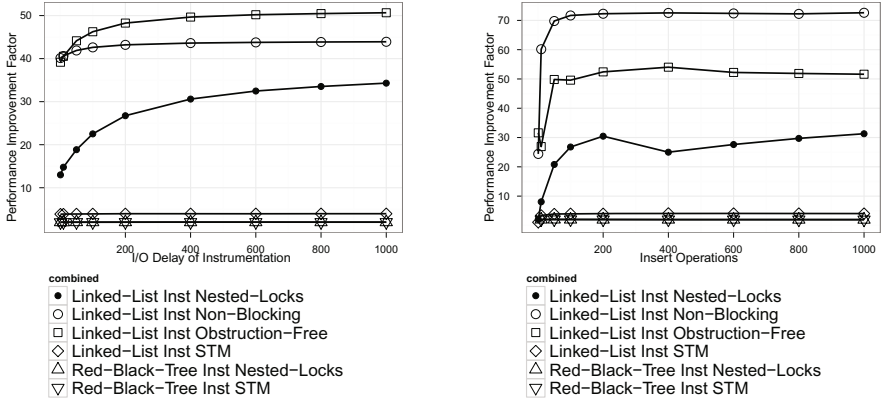 Performance Improvement Factor
50
40
30
20
10
200
400
600
800
1000
I/O Delay of Instrumentation
combined
Linked−List Inst Nested−Locks
Linked−List Inst Non−Blocking
Linked−List Inst Obstruction−Free
Linked−List Inst STM
Red−Black−Tree Inst Nested−Locks
Red−Black−Tree Inst STM
Performance Improvement Factor
70
60
50
40
30
20
10
200
400
600
800
1000
Insert Operations
combined
Linked−List Inst Nested−Locks
Linked−List Inst Non−Blocking
Linked−List Inst Obstruction−Free
Linked−List Inst STM
Red−Black−Tree Inst Nested−Locks
Red−Black−Tree Inst STM